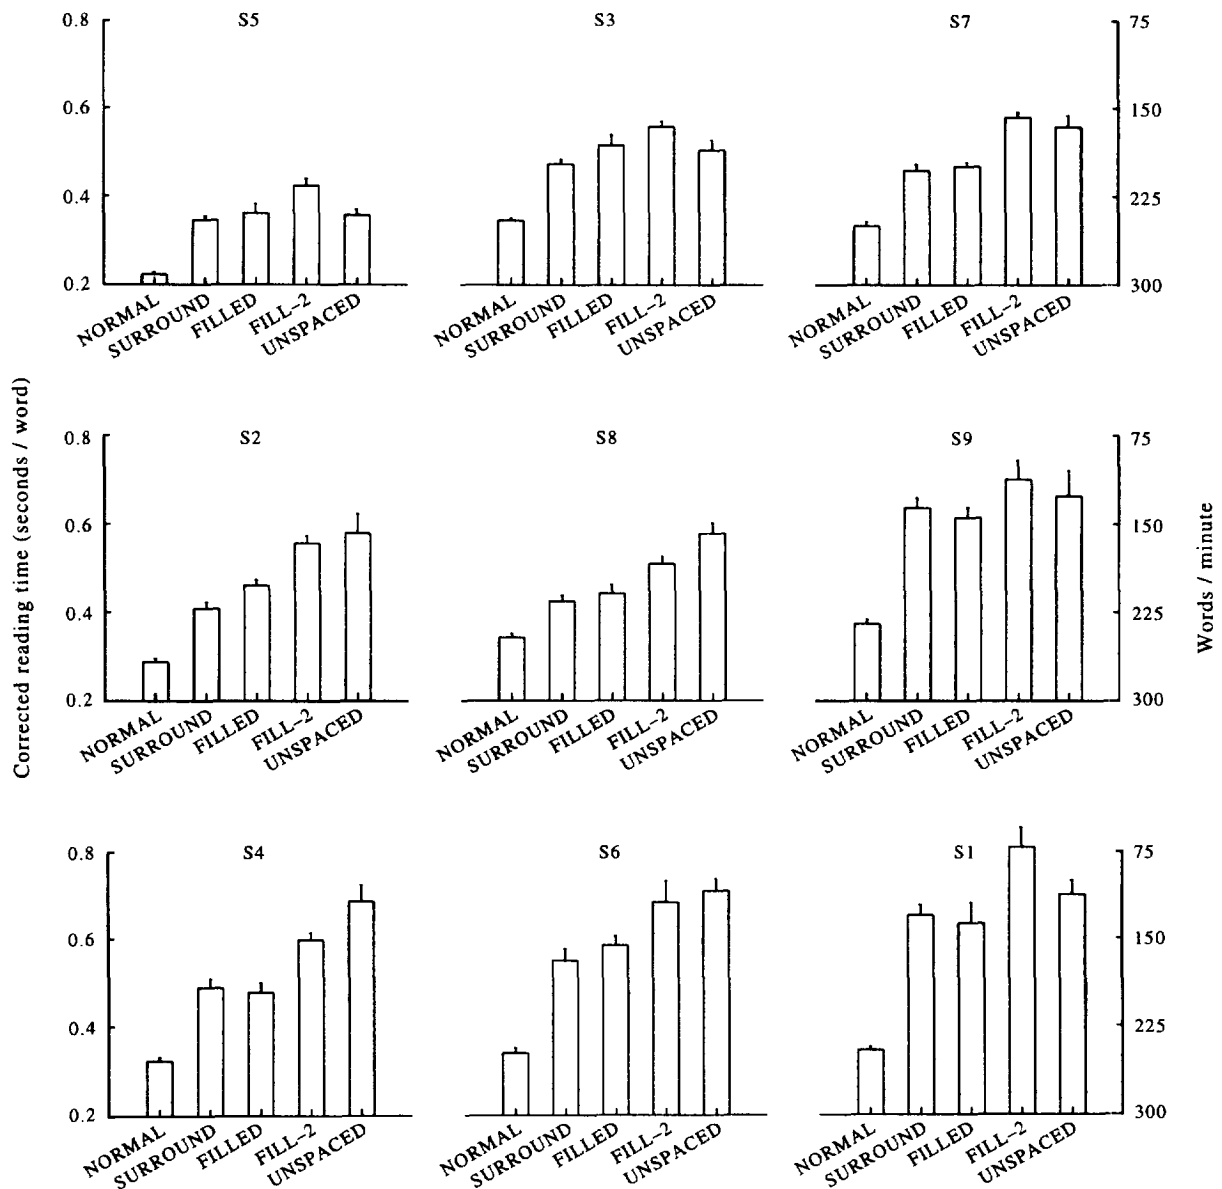 S5 S3 S7
0.8 75
0.6 150
0.4 225
0.2 300
NORMAL SURROUND FILLED FILL-2 UNSPACED
NORMAL SURROUND FILLED FILL-2 UNSPACED
NORMAL SURROUND FILLED FILL-2 UNSPACED
Corrected reading time (seconds / word)
Words / minute
S2 S8 S9
0.8 75
0.6 150
0.4 225
0.2 300
NORMAL SURROUND FILLED FILL-2 UNSPACED
NORMAL SURROUND FILLED FILL-2 UNSPACED
NORMAL SURROUND FILLED FILL-2 UNSPACED
S4 S6 S1
0.8 75
0.6 150
0.4 225
0.2 300
NORMAL SURROUND FILLED FILL-2 UNSPACED
NORMAL SURROUND FILLED FILL-2 UNSPACED
NORMAL SURROUND FILLED FILL-2 UNSPACED